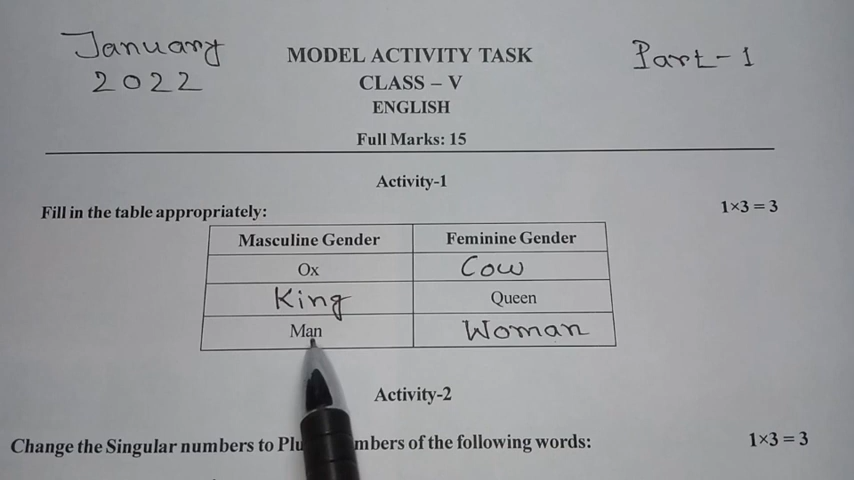 January
2022
MODEL ACTIVITY TASK
CLASS – V
ENGLISH
Full Marks: 15
Part-1
Activity-1
Fill in the table appropriately: 1×3 = 3
Masculine Gender Feminine Gender
Ox Cow
King Queen
Man Woman
Activity-2
Change the Singular numbers to Plu mbers of the following words: 1×3 = 3